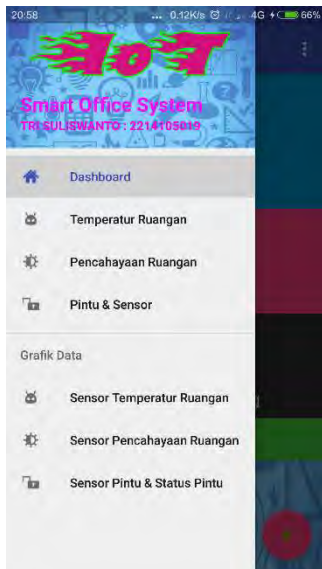 20:58 ... 0.12K/s 4G 66%
IoT
Smart Office System
TRI SULISWANTO : 2214105019
Dashboard
Temperatur Ruangan
Pencahayaan Ruangan
Pintu & Sensor
Grafik Data
Sensor Temperatur Ruangan
Sensor Pencahayaan Ruangan
Sensor Pintu & Status Pintu